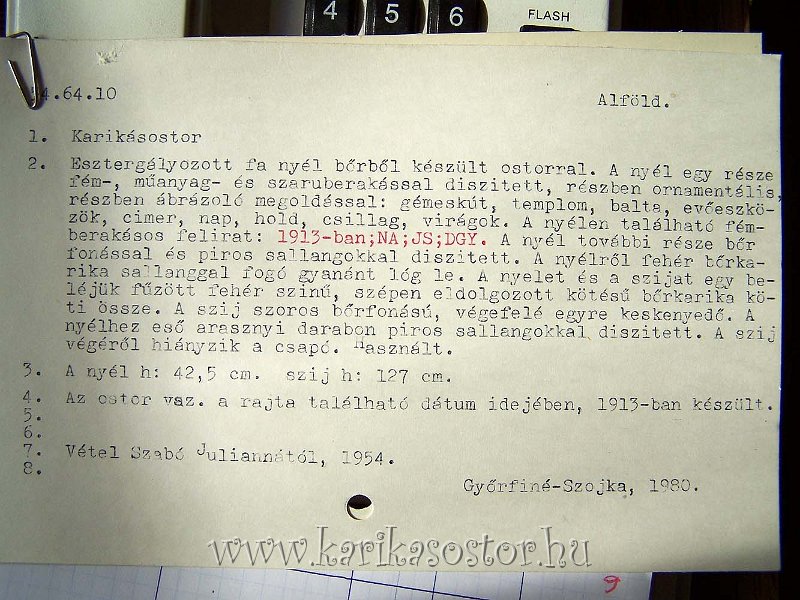 4 5 6
FLASH
54.64.10
Alföld.
1. Karikásostor
2. Esztergályozott fa nyél bőrből készült ostorral. A nyél egy része
fém-, műanyag- és szaruberakással diszitett, részben ornamentális,
részben ábrázoló megoldással: gémeskút, templom, balta, evőeszkö-
zök, cimer, nap, hold, csillag, virágok. A nyélen található fém-
berakásos felirat: 1913-ban;NA;JS;DGY. A nyél további része bőr
fonással és piros sallangokkal diszitett. A nyélről fehér bőrka-
rika sallanggal fogó gyanánt lóg le. A nyelet és a szijat egy be-
léjük fűzött fehér szinű, szépen eldolgozott kötésű bőrkarika kö-
ti össze. A szij szoros bőrfonású, végefelé egyre keskenyedő. A
nyélhez eső arasznyi darabon piros sallangokkal diszitett. A szij
végéről hiányzik a csapó. Használt.
3. A nyél h: 42,5 cm. szij h: 127 cm.
4. Az ostor vaz. a rajta található dátum idejében, 1913-ban készült.
5.
6.
7. Vétel Szabó Juliannától, 1954.
8.
Győrfiné-Szojka, 1980.
www.karikasostor.hu
9